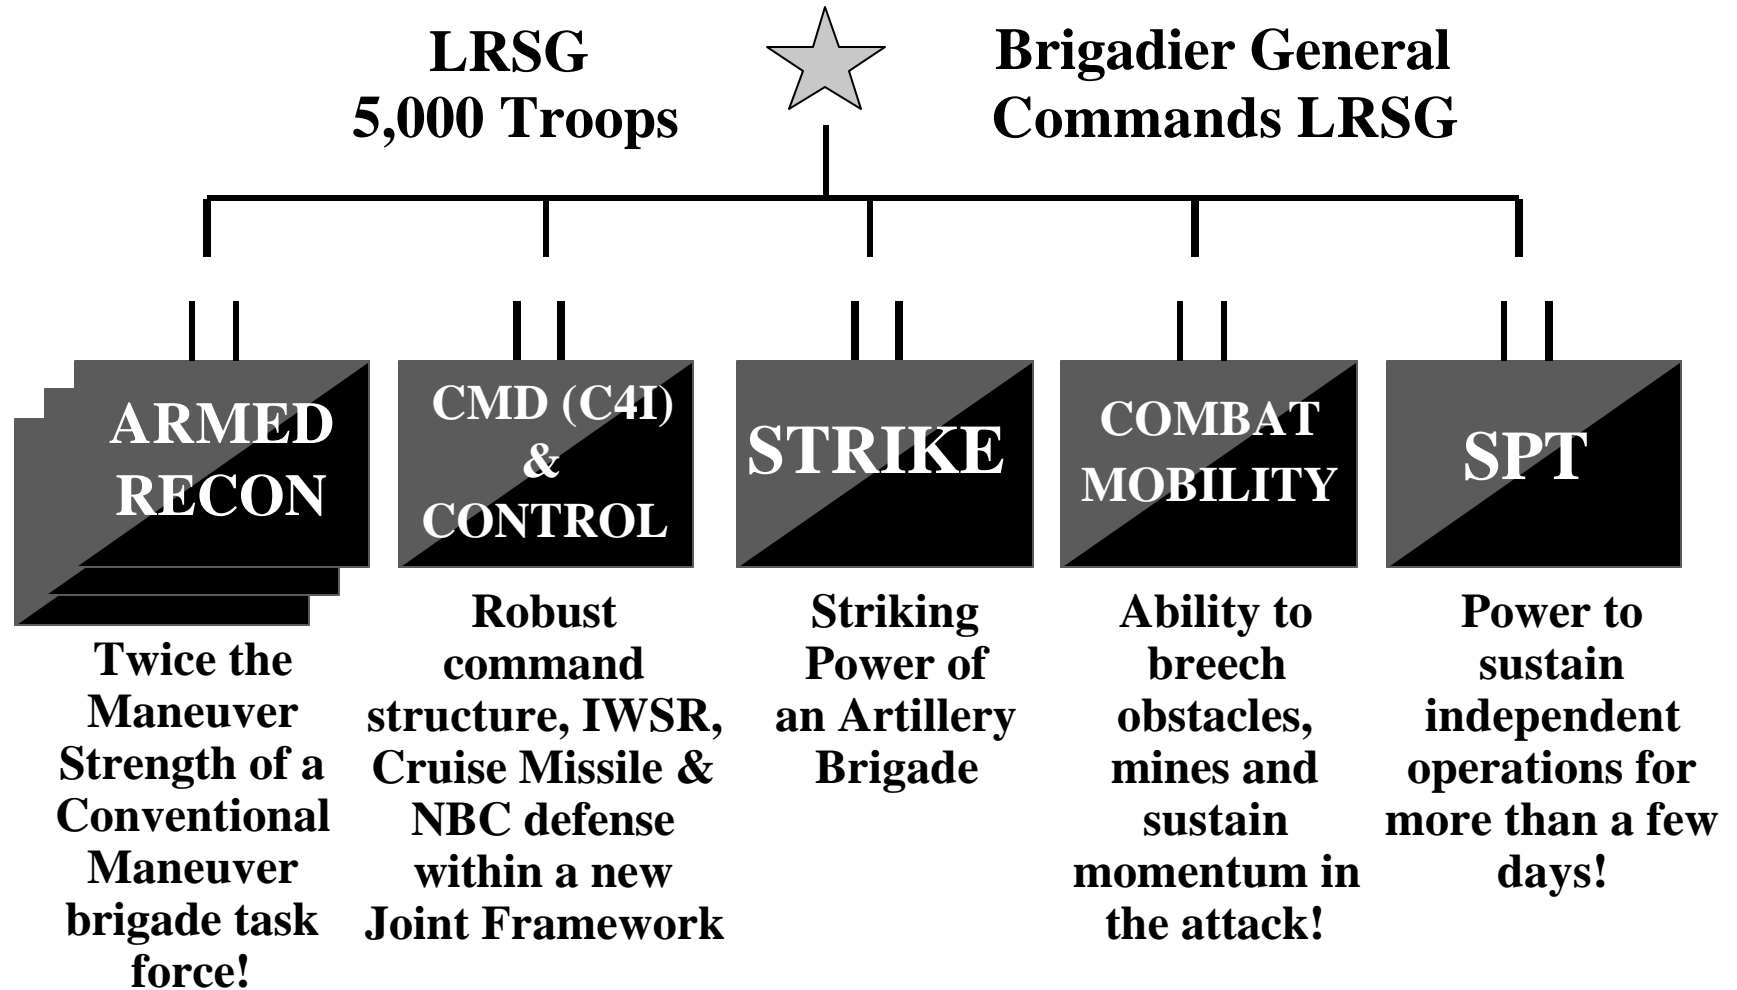 LRSG
5,000 Troops
Brigadier General
Commands LRSG
ARMED
RECON
CMD (C4I)
&
CONTROL
STRIKE
COMBAT
MOBILITY
SPT
Twice the
Maneuver
Strength of a
Conventional
Maneuver
brigade task
force!
Robust
command
structure, IWSR,
Cruise Missile &
NBC defense
within a new
Joint Framework
Striking
Power of
an Artillery
Brigade
Ability to
breech
obstacles,
mines and
sustain
momentum in
the attack!
Power to
sustain
independent
operations for
more than a few
days!